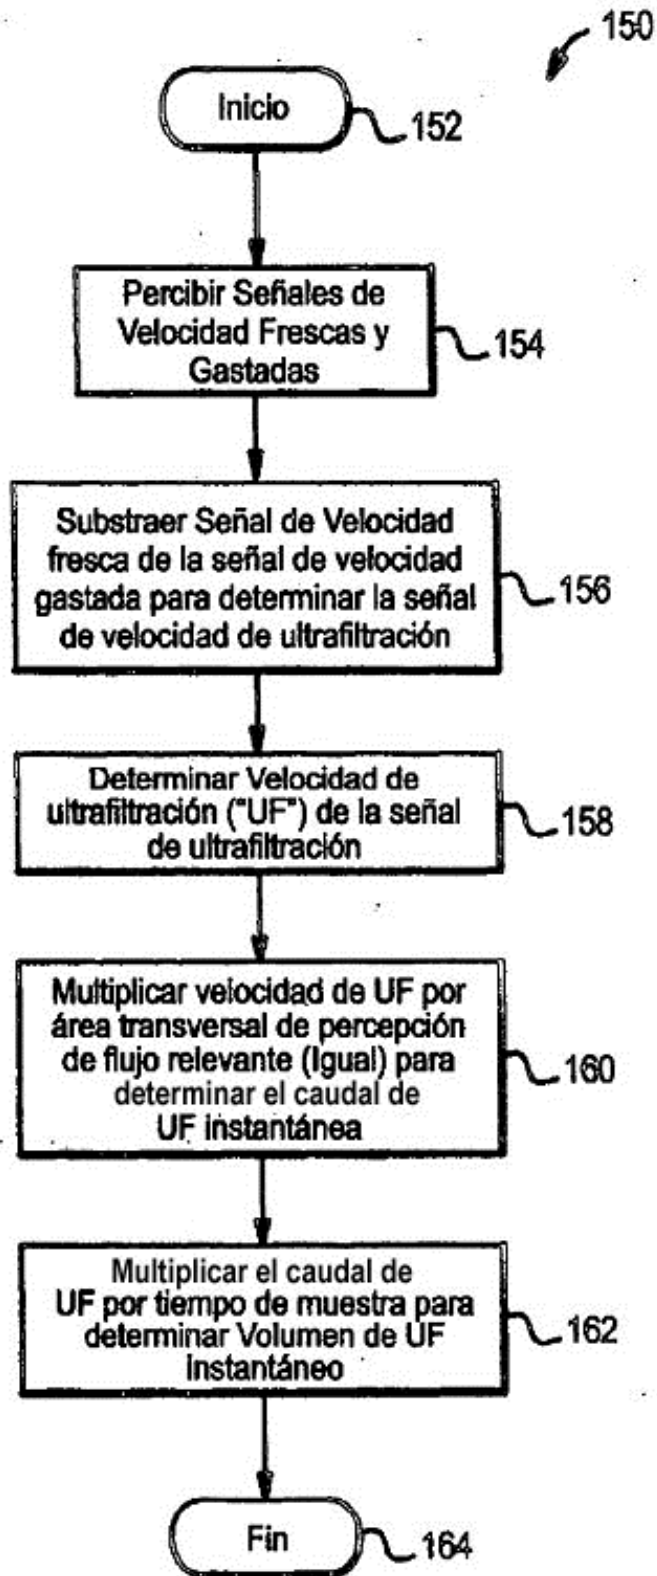 150
Inicio
152
Percibir Señales de
Velocidad Frescas y
Gastadas
154
Substraer Señal de Velocidad
fresca de la señal de velocidad
gastada para determinar la señal
de velocidad de ultrafiltración
156
Determinar Velocidad de
ultrafiltración ("UF") de la señal
de ultrafiltración
158
Multiplicar velocidad de UF por
área transversal de percepción
de flujo relevante (Igual) para
determinar el caudal de
UF instantánea
160
Multiplicar el caudal de
UF por tiempo de muestra para
determinar Volumen de UF
instantáneo
162
Fin
164